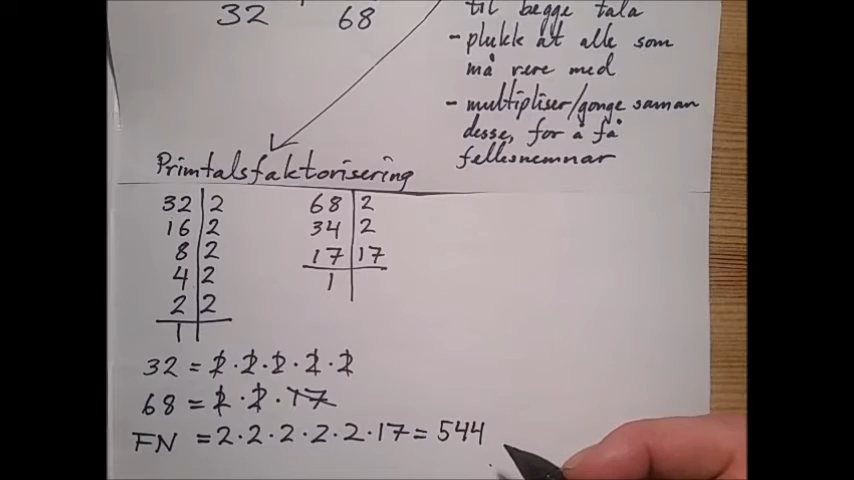 32 68
til begge tala
- plukk ut alle som
må vere med
- multipliser/gonge saman
desse, for å få
fellesnemnar
Primtalsfaktorisering
32 | 2 68 | 2
16 | 2 34 | 2
8 | 2 17 | 17
4 | 2 1
2 | 2
1
32 = 2 · 2 · 2 · 2 · 2
68 = 2 · 2 · 17
FN = 2 · 2 · 2 · 2 · 2 · 17 = 544